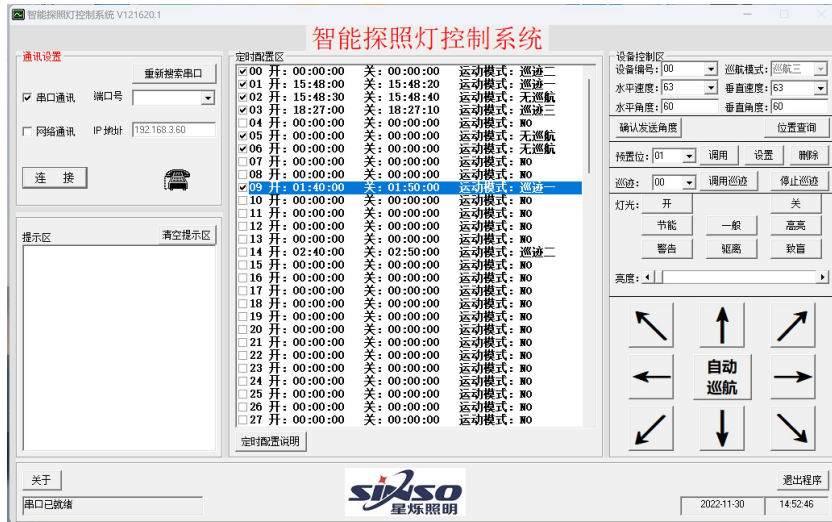 智能探照灯控制系统 V121620.1
智能探照灯控制系统
通讯设置
重新搜索串口
串口通讯 端口号
网络通讯 IP 地址 192.168.3.60
连 接
提示区 清空提示区
定时配置区
00 开: 00:00:00 关: 00:00:00 运动模式: 巡迹二
01 开: 15:48:00 关: 15:48:20 运动模式: 巡迹一
02 开: 15:48:30 关: 15:48:40 运动模式: 无巡航
03 开: 18:27:00 关: 18:27:10 运动模式: 巡迹三
04 开: 00:00:00 关: 00:00:00 运动模式: NO
05 开: 00:00:00 关: 00:00:00 运动模式: 无巡航
06 开: 00:00:00 关: 00:00:00 运动模式: 无巡航
07 开: 00:00:00 关: 00:00:00 运动模式: NO
08 开: 00:00:00 关: 00:00:00 运动模式: NO
09 开: 01:40:00 关: 01:50:00 运动模式: 巡迹一
10 开: 00:00:00 关: 00:00:00 运动模式: NO
11 开: 00:00:00 关: 00:00:00 运动模式: NO
12 开: 00:00:00 关: 00:00:00 运动模式: NO
13 开: 00:00:00 关: 00:00:00 运动模式: NO
14 开: 02:40:00 关: 02:50:00 运动模式: 巡迹二
15 开: 00:00:00 关: 00:00:00 运动模式: NO
16 开: 00:00:00 关: 00:00:00 运动模式: NO
17 开: 00:00:00 关: 00:00:00 运动模式: NO
18 开: 00:00:00 关: 00:00:00 运动模式: NO
19 开: 00:00:00 关: 00:00:00 运动模式: NO
20 开: 00:00:00 关: 00:00:00 运动模式: NO
21 开: 00:00:00 关: 00:00:00 运动模式: NO
22 开: 00:00:00 关: 00:00:00 运动模式: NO
23 开: 00:00:00 关: 00:00:00 运动模式: NO
24 开: 00:00:00 关: 00:00:00 运动模式: NO
25 开: 00:00:00 关: 00:00:00 运动模式: NO
26 开: 00:00:00 关: 00:00:00 运动模式: NO
27 开: 00:00:00 关: 00:00:00 运动模式: NO
定时配置说明
设备控制区
设备编号: 00 巡航模式: 巡航三
水平速度: 63 垂直速度: 63
水平角度: 60 垂直角度: 60
确认发送角度 位置查询
预置位: 01 调用 设置 删除
巡迹: 00 调用巡迹 停止巡迹
灯光: 开 关
节能 一般 高亮
警告 驱离 致盲
亮度:
自动
巡航
关于
串口已就绪
SINSO
星烁照明
退出程序
2022-11-30 14:52:46